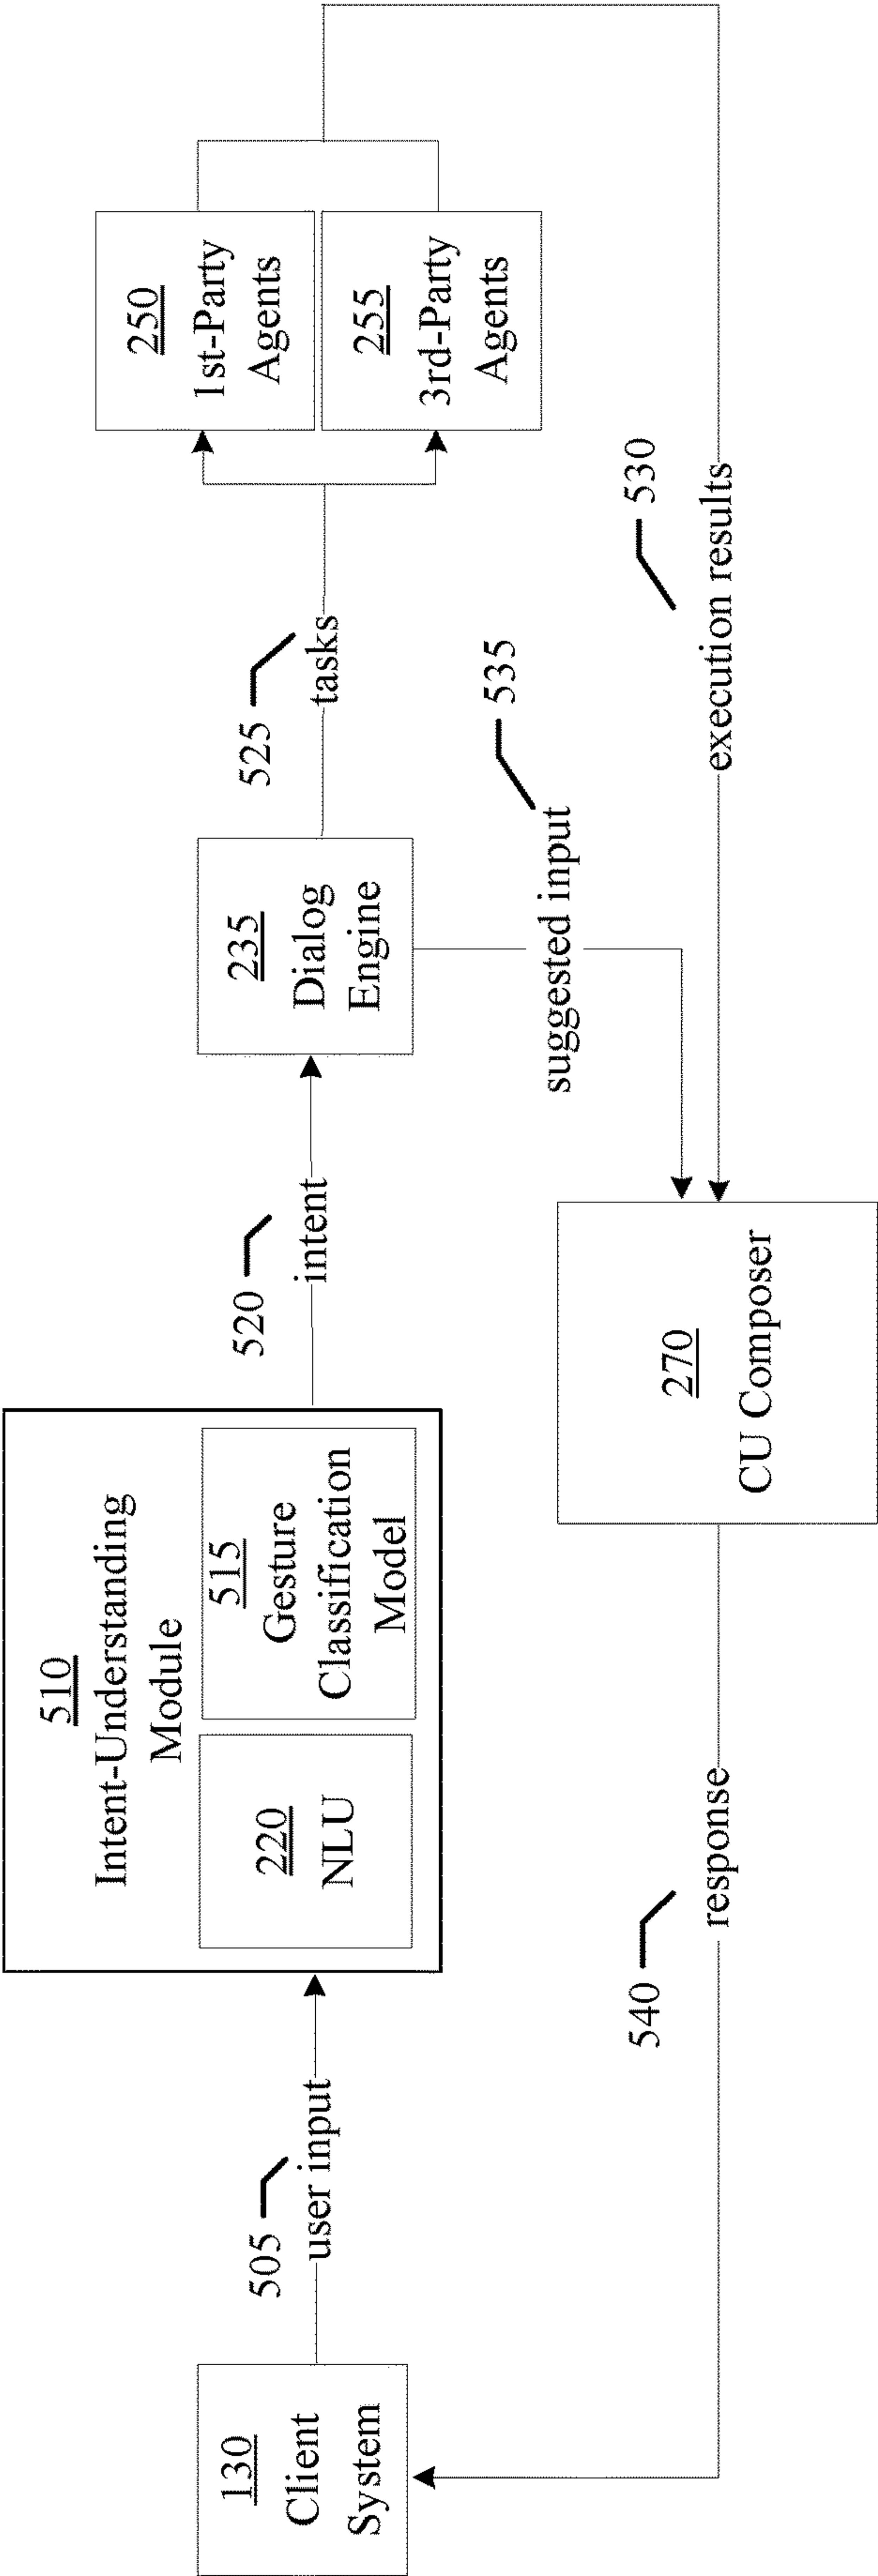 130
Client
System
505
user input
510
Intent-Understanding
Module
220
NLU
515
Gesture
Classification
Model
520
intent
235
Dialog
Engine
525
tasks
250
1st-Party
Agents
255
3rd-Party
Agents
535
suggested input
530
execution results
270
CU Composer
540
response